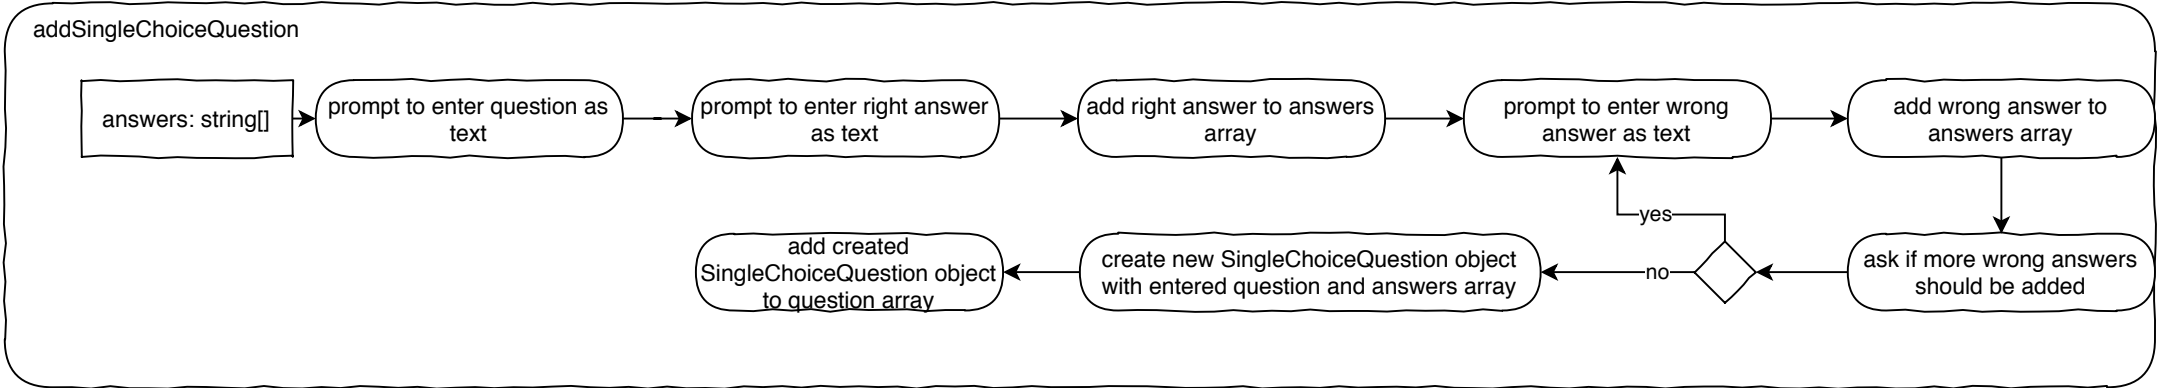 addSingleChoiceQuestion
answers: string[]
prompt to enter question as
text
prompt to enter right answer
as text
add right answer to answers
array
prompt to enter wrong
answer as text
add wrong answer to
answers array
yes
ask if more wrong answers
should be added
no
create new SingleChoiceQuestion object
with entered question and answers array
add created
SingleChoiceQuestion object
to question array